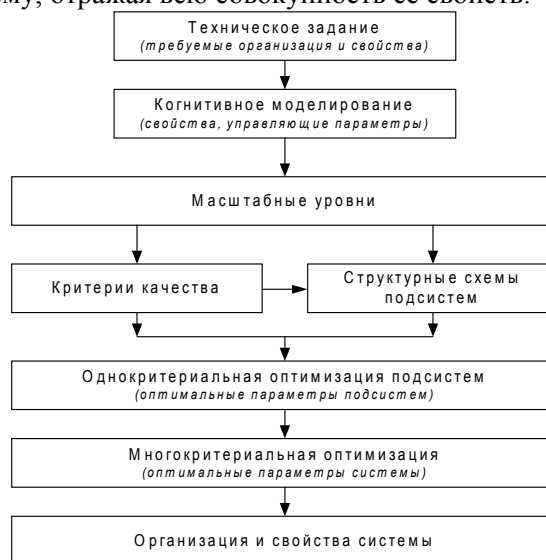 ему, отражая всю совокупность ее свойств.
Техническое задание
(требуемые организация и свойства)
Когнитивное моделирование
(свойства, управляющие параметры)
Масштабные уровни
Критерии качества
Структурные схемы
подсистем
Однокритериальная оптимизация подсистем
(оптимальные параметры подсистем)
Многокритериальная оптимизация
(оптимальные параметры системы)
Организация и свойства системы